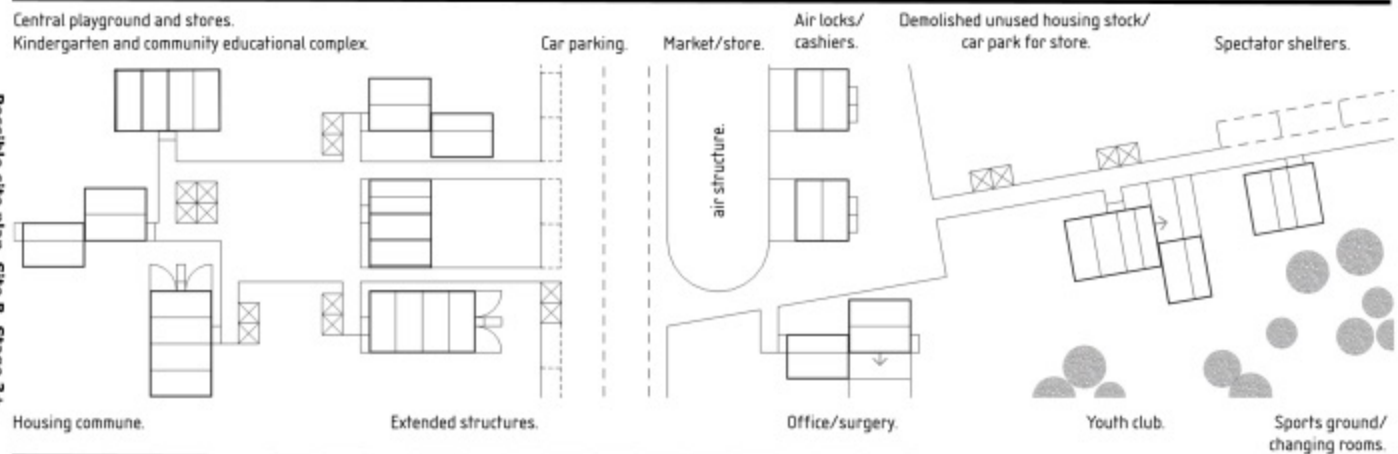 Central playground and stores.
Kindergarten and community educational complex.
Car parking.
Market/store.
Air locks/
cashiers.
Demolished unused housing stock/
car park for store.
Spectator shelters.
air structure.
Housing commune.
Extended structures.
Office/surgery.
Youth club.
Sports ground/
changing rooms.